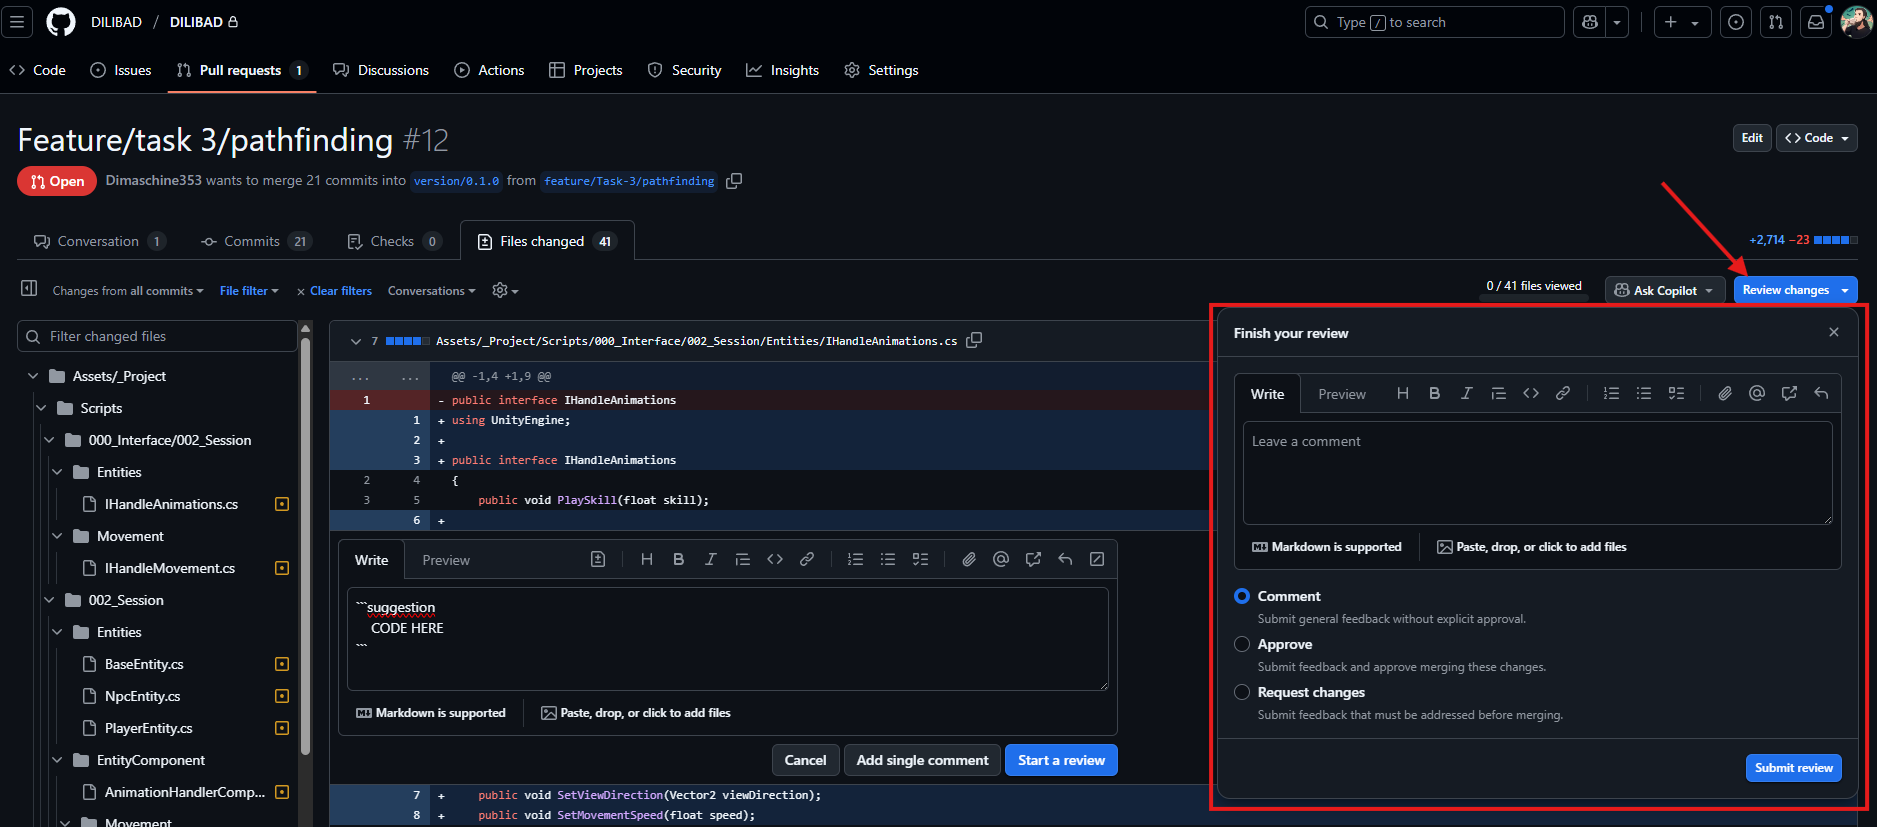 DILIBAD / DILIBAD
Type / to search
Code
Issues
Pull requests 1
Discussions
Actions
Projects
Security
Insights
Settings
Feature/task 3/pathfinding #12
Edit
Code
Open
Dimaschine353 wants to merge 21 commits into version/0.1.0 from feature/Task-3/pathfinding
Conversation 1
Commits 21
Checks 0
Files changed 41
+2,714 −23
Changes from all commits
File filter
× Clear filters
Conversations
0 / 41 files viewed
Ask Copilot
Review changes
Filter changed files
Assets/_Project
Scripts
000_Interface/002_Session
Entities
IHandleAnimations.cs
Movement
IHandleMovement.cs
002_Session
Entities
BaseEntity.cs
NpcEntity.cs
PlayerEntity.cs
EntityComponent
AnimationHandlerComp...
Movement
7 Assets/_Project/Scripts/000_Interface/002_Session/Entities/IHandleAnimations.cs
... ... @@ -1,4 +1,9 @@
1 - public interface IHandleAnimations
1 + using UnityEngine;
2 +
3 + public interface IHandleAnimations
2 4 {
3 5 public void PlaySkill(float skill);
6 +
Write
Preview
H B I
```suggestion
CODE HERE
```
Markdown is supported
Paste, drop, or click to add files
Cancel
Add single comment
Start a review
7 + public void SetViewDirection(Vector2 viewDirection);
8 + public void SetMovementSpeed(float speed);
Finish your review
Write
Preview
H B I
Leave a comment
Markdown is supported
Paste, drop, or click to add files
Comment
Submit general feedback without explicit approval.
Approve
Submit feedback and approve merging these changes.
Request changes
Submit feedback that must be addressed before merging.
Submit review